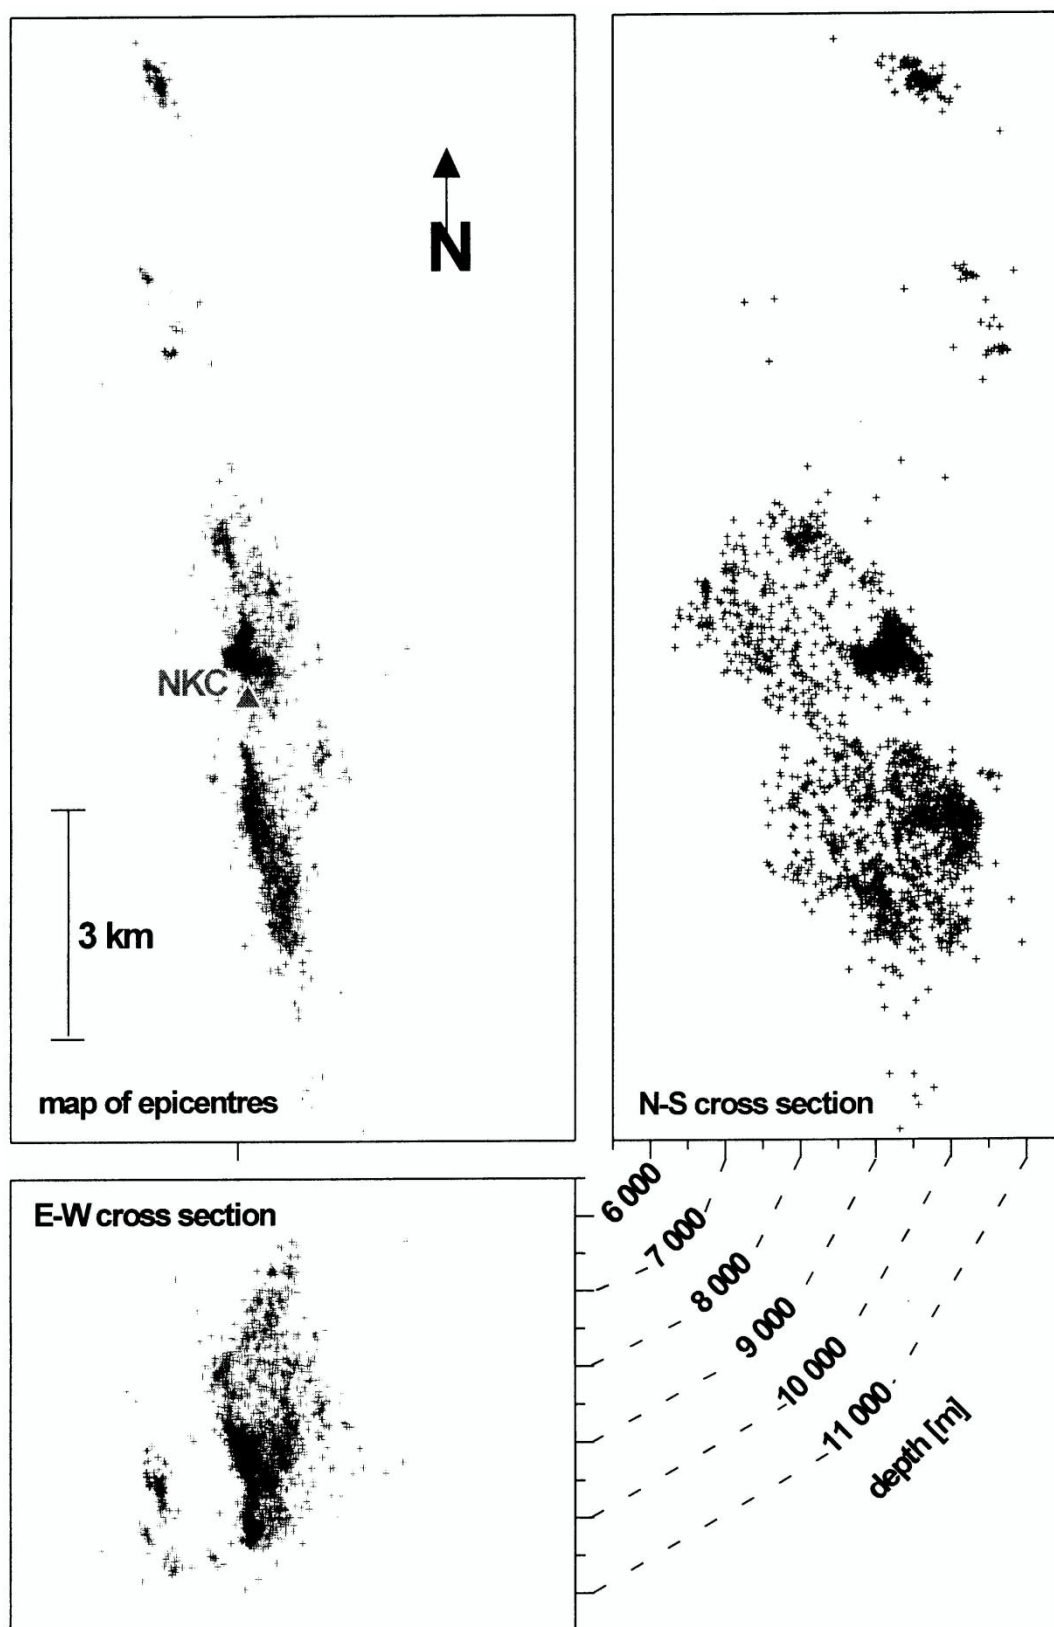 N
NKC
3 km
map of epicentres
N-S cross section
E-W cross section
6 000
7 000
8 000
9 000
10 000
11 000
depth [m]